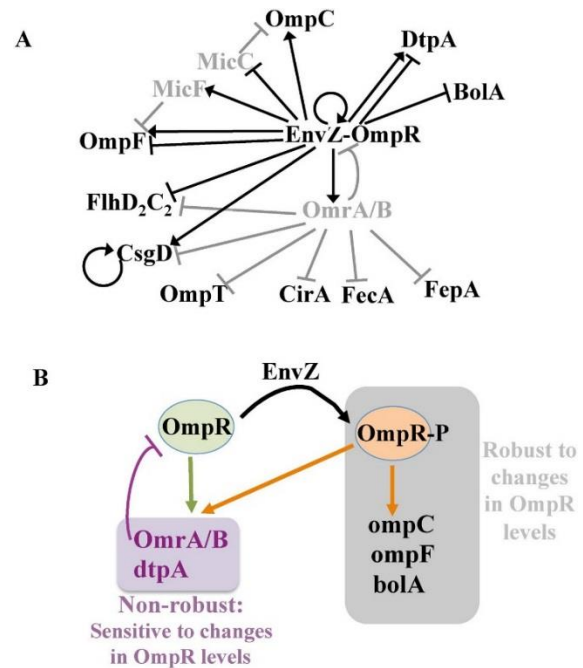 A
OmpC
DtpA
MicC
MicF
BolA
OmpF
EnvZ-OmpR
FlhD₂C₂
OmrA/B
CsgD
OmpT
CirA
FecA
FepA
B
EnvZ
OmpR
OmpR-P
Robust to
changes
in OmpR
levels
OmrA/B
dtpA
ompC
ompF
bolA
Non-robust:
Sensitive to changes
in OmpR levels